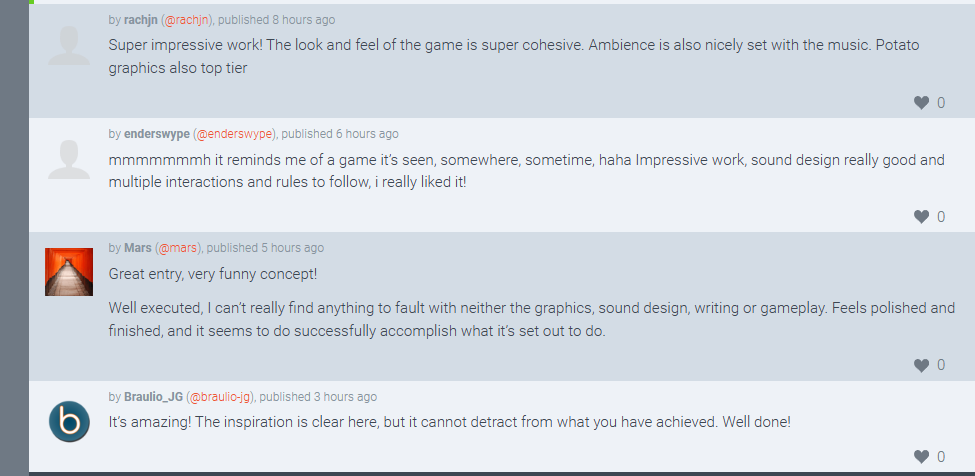 by rachjn (@rachjn), published 8 hours ago
Super impressive work! The look and feel of the game is super cohesive. Ambience is also nicely set with the music. Potato
graphics also top tier
0
by enderswype (@enderswype), published 6 hours ago
mmmmmmmh it reminds me of a game it’s seen, somewhere, sometime, haha Impressive work, sound design really good and
multiple interactions and rules to follow, i really liked it!
0
by Mars (@mars), published 5 hours ago
Great entry, very funny concept!
Well executed, I can’t really find anything to fault with neither the graphics, sound design, writing or gameplay. Feels polished and
finished, and it seems to do successfully accomplish what it’s set out to do.
0
b
by Braulio_JG (@braulio-jg), published 3 hours ago
It’s amazing! The inspiration is clear here, but it cannot detract from what you have achieved. Well done!
0